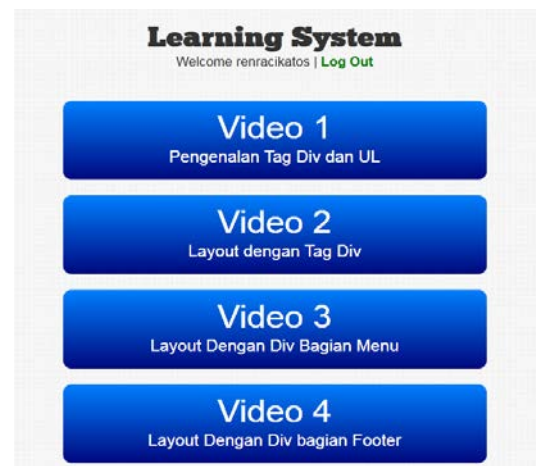 Learning System
Welcome renracikatos | Log Out
Video 1
Pengenalan Tag Div dan UL
Video 2
Layout dengan Tag Div
Video 3
Layout Dengan Div Bagian Menu
Video 4
Layout Dengan Div bagian Footer